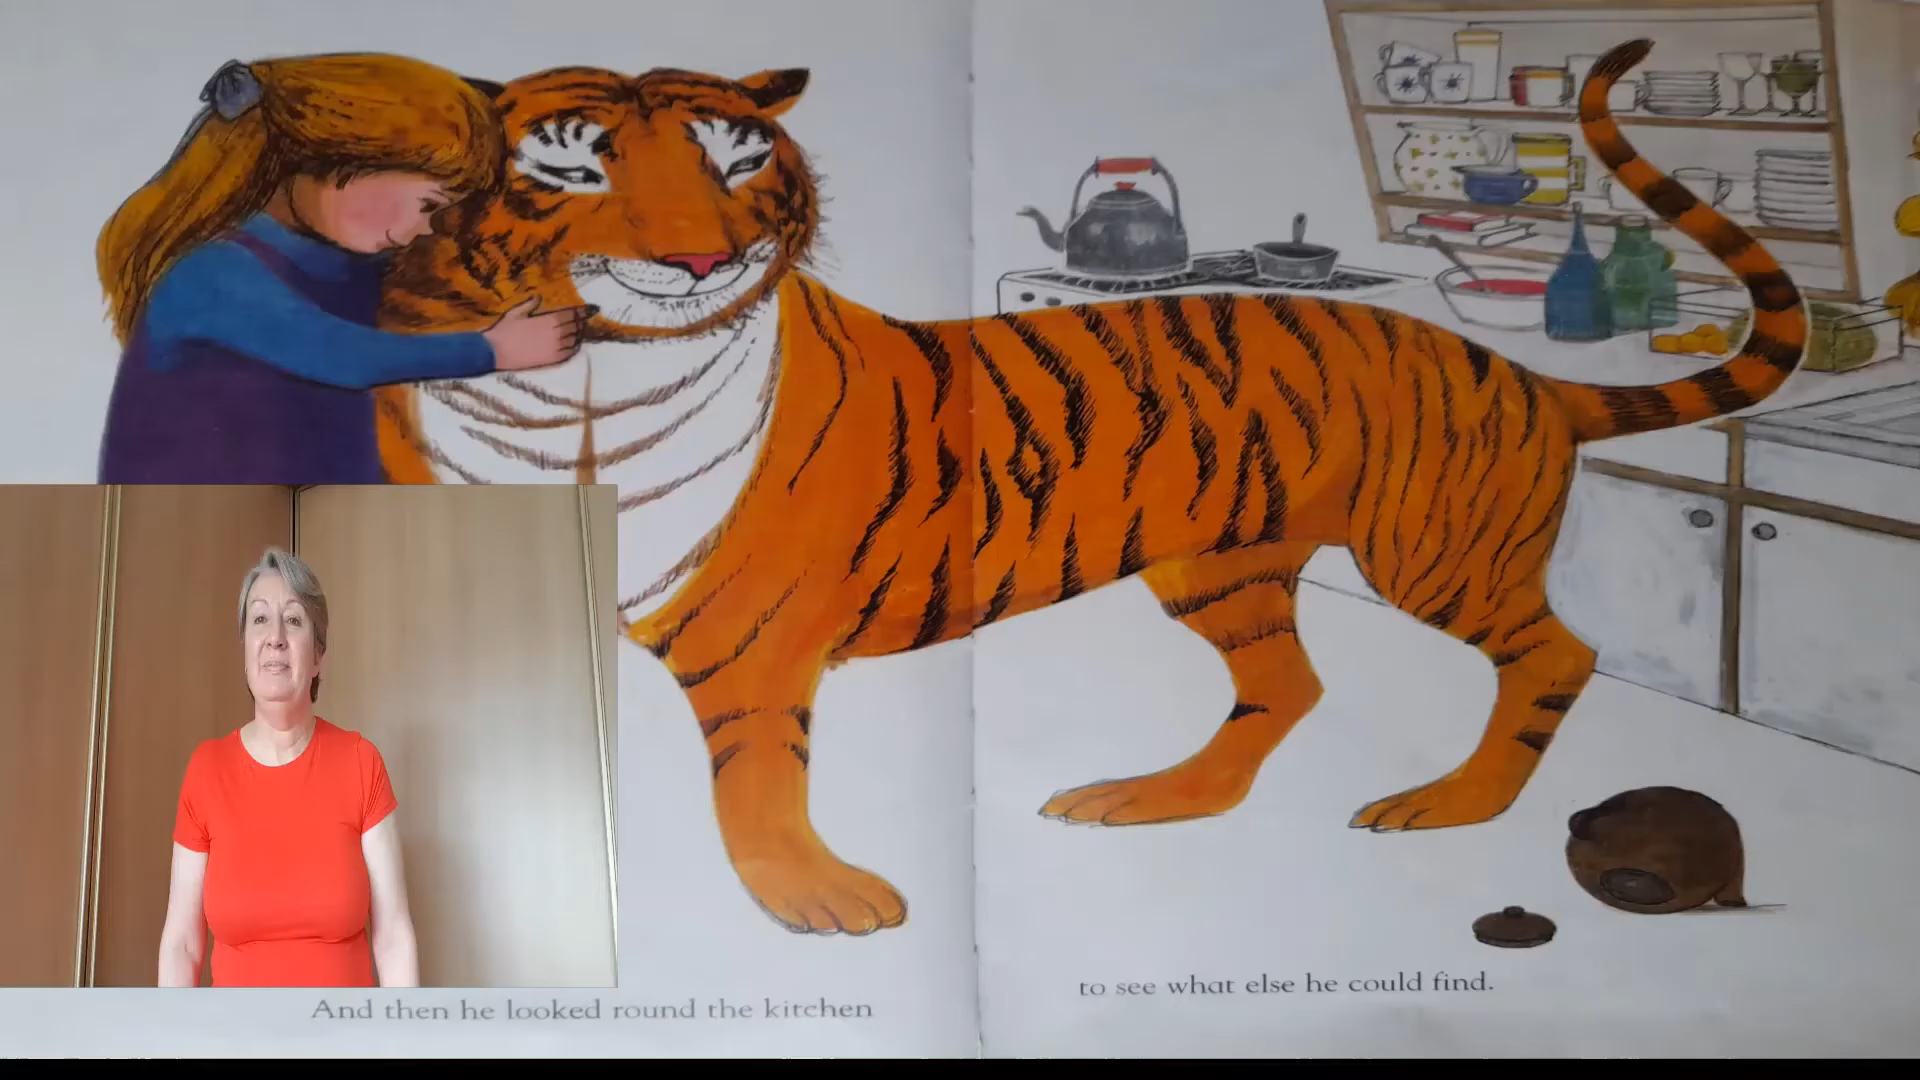 And then he looked round the kitchen
to see what else he could find.